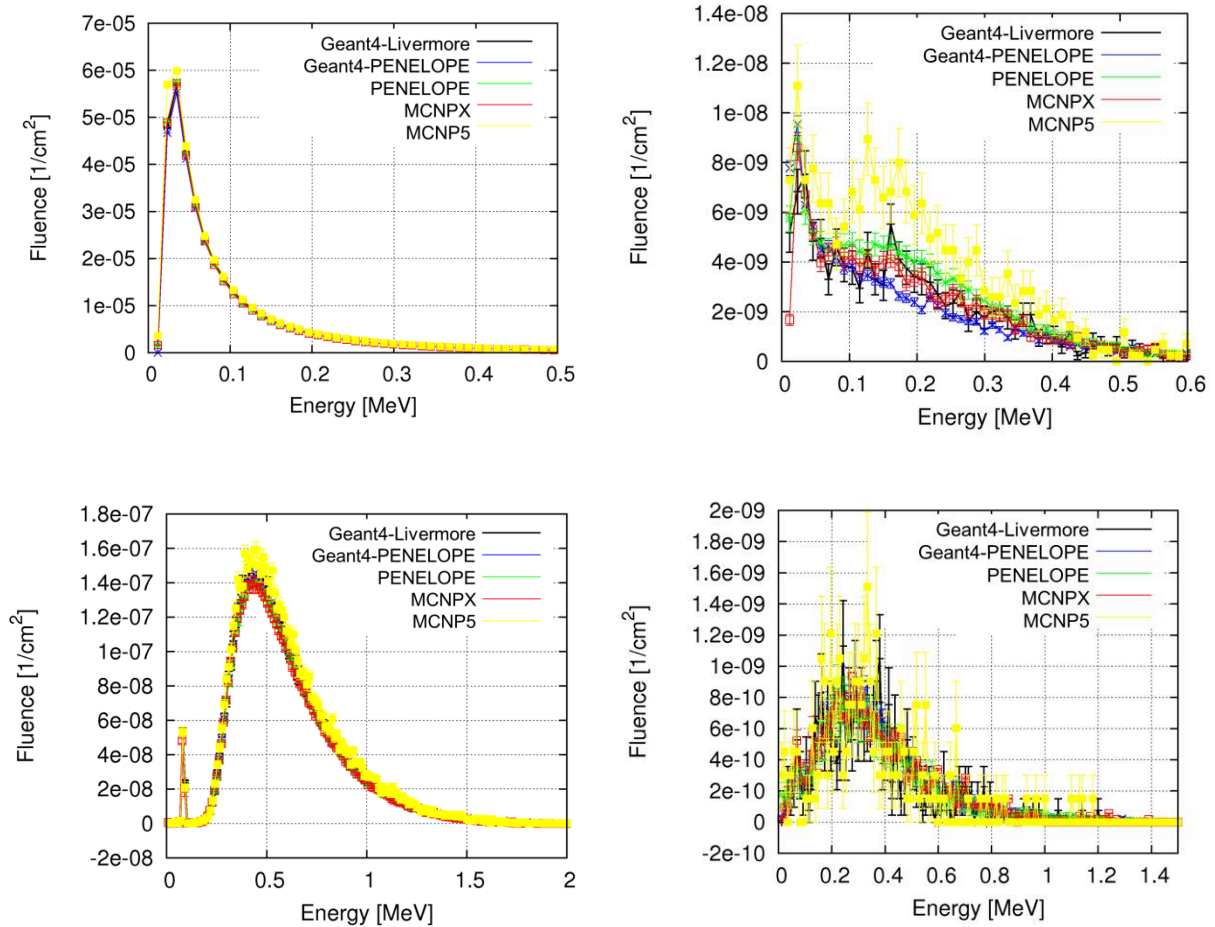 7e-05
6e-05
5e-05
4e-05
3e-05
2e-05
1e-05
0
Fluence [1/cm²]
Geant4-Livermore
Geant4-PENELOPE
PENELOPE
MCNPX
MCNP5
0 0.1 0.2 0.3 0.4 0.5
Energy [MeV]
1.4e-08
1.2e-08
1e-08
8e-09
6e-09
4e-09
2e-09
0
Fluence [1/cm²]
Geant4-Livermore
Geant4-PENELOPE
PENELOPE
MCNPX
MCNP5
0 0.1 0.2 0.3 0.4 0.5 0.6
Energy [MeV]
1.8e-07
1.6e-07
1.4e-07
1.2e-07
1e-07
8e-08
6e-08
4e-08
2e-08
0
-2e-08
Fluence [1/cm²]
Geant4-Livermore
Geant4-PENELOPE
PENELOPE
MCNPX
MCNP5
0 0.5 1 1.5 2
Energy [MeV]
2e-09
1.8e-09
1.6e-09
1.4e-09
1.2e-09
1e-09
8e-10
6e-10
4e-10
2e-10
0
-2e-10
Fluence [1/cm²]
Geant4-Livermore
Geant4-PENELOPE
PENELOPE
MCNPX
MCNP5
0 0.2 0.4 0.6 0.8 1 1.2 1.4
Energy [MeV]